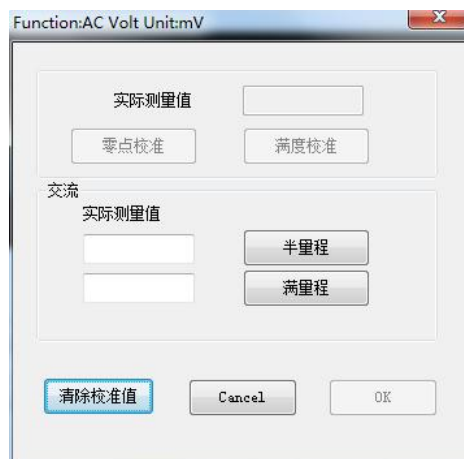 Function:AC Volt Unit:mV
实际测量值
零点校准 满度校准
交流
实际测量值
半量程
满量程
清除校准值 Cancel OK